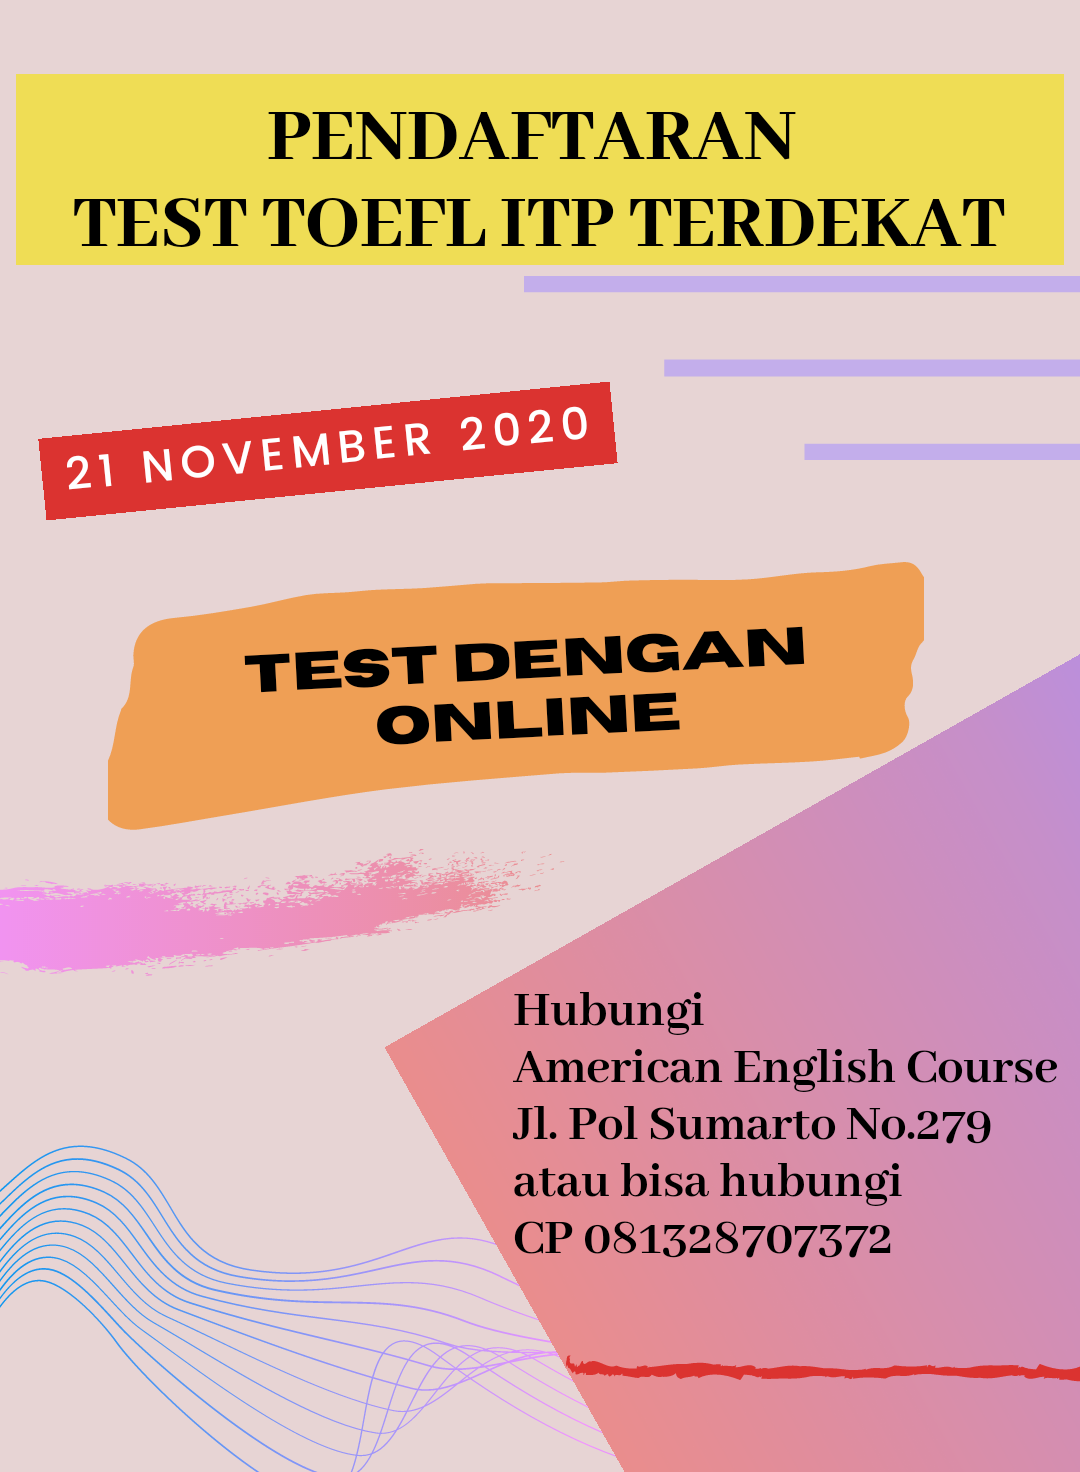 PENDAFTARAN
TEST TOEFL ITP TERDEKAT
21 NOVEMBER 2020
TEST DENGAN
ONLINE
Hubungi
American English Course
Jl. Pol Sumarto No.279
atau bisa hubungi
CP 081328707372